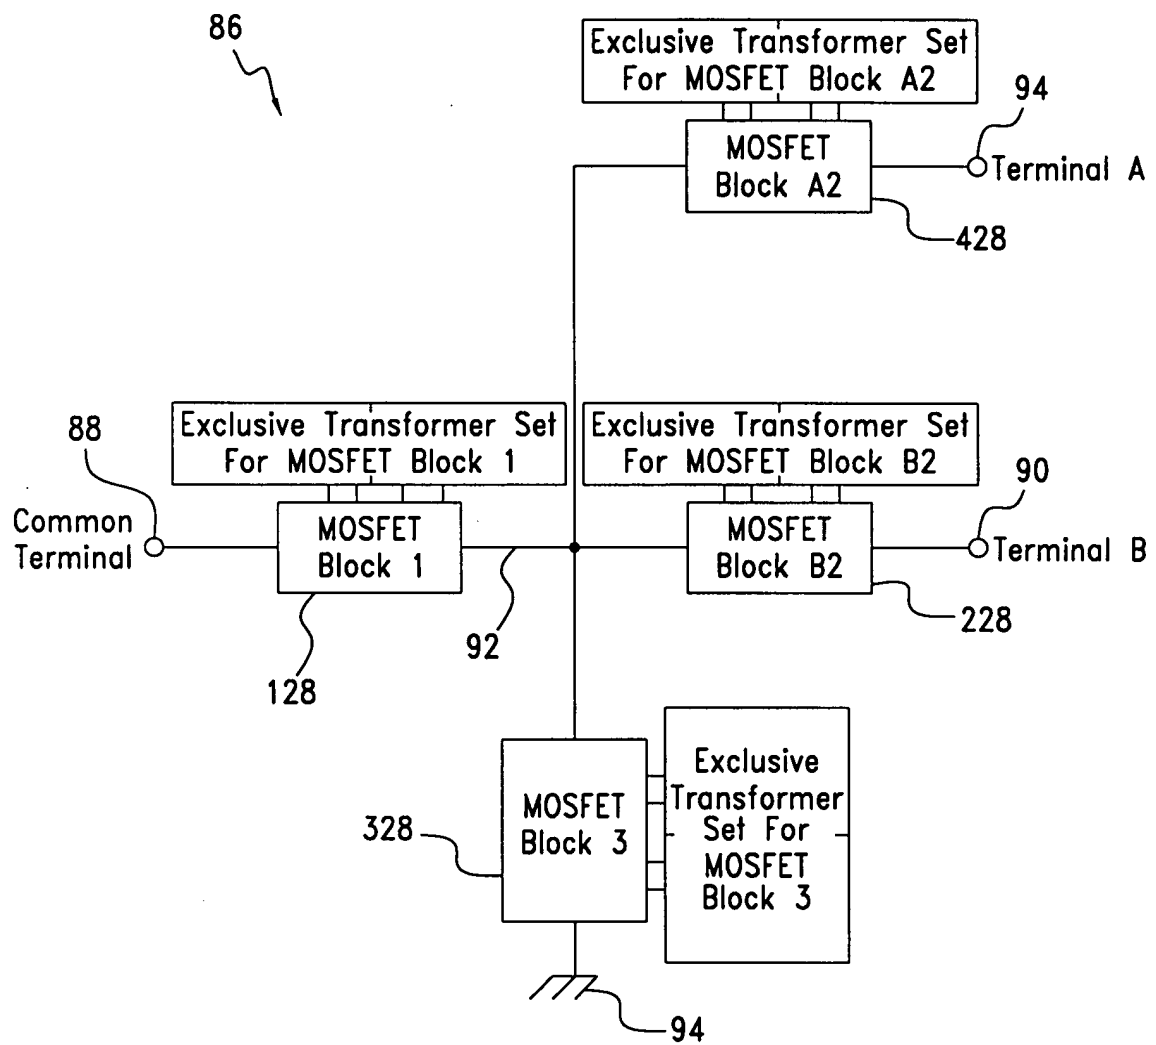 86
Exclusive Transformer Set
For MOSFET Block A2
94
MOSFET
Block A2
Terminal A
428
Exclusive Transformer Set
For MOSFET Block 1
Exclusive Transformer Set
For MOSFET Block B2
88
90
Common
Terminal
MOSFET
Block 1
MOSFET
Block B2
Terminal B
92
228
128
Exclusive
Transformer
Set For
MOSFET
Block 3
MOSFET
Block 3
328
94